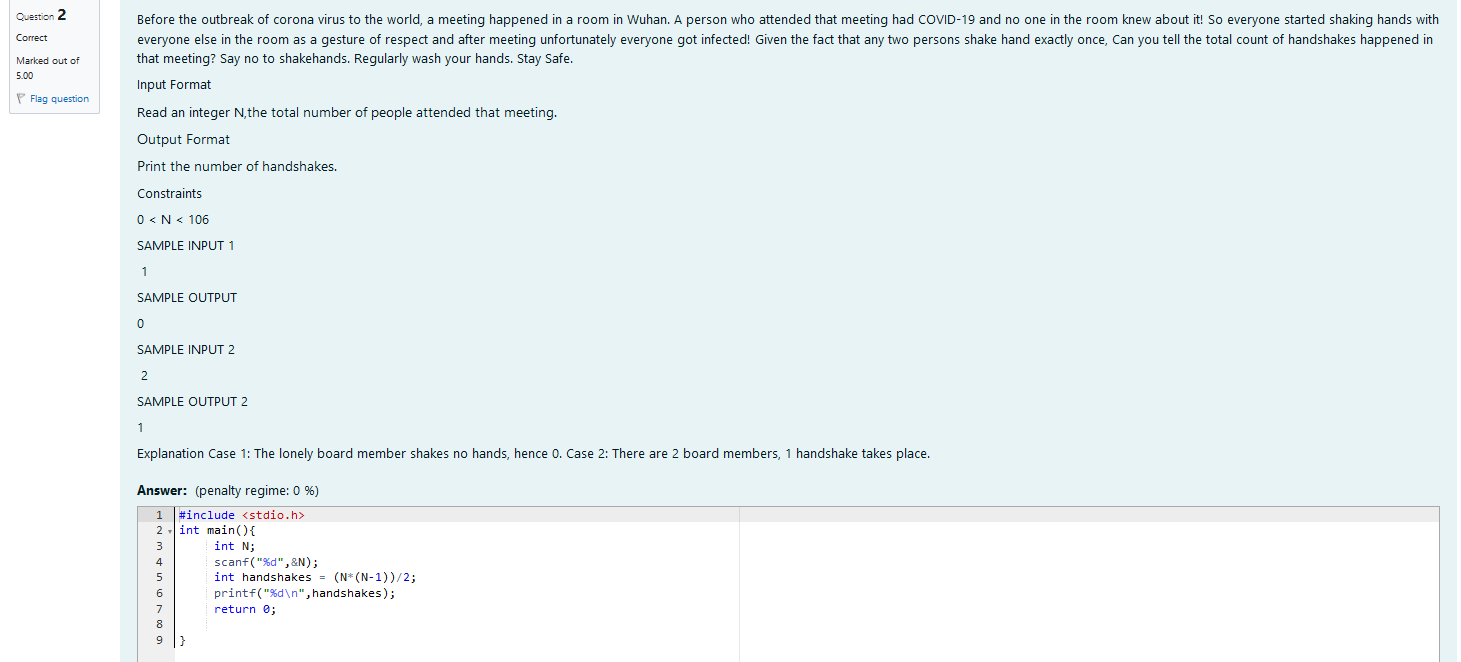 Question 2
Correct
Marked out of
5.00
Flag question
Before the outbreak of corona virus to the world, a meeting happened in a room in Wuhan. A person who attended that meeting had COVID-19 and no one in the room knew about it! So everyone started shaking hands with
everyone else in the room as a gesture of respect and after meeting unfortunately everyone got infected! Given the fact that any two persons shake hand exactly once, Can you tell the total count of handshakes happened in
that meeting? Say no to shakehands. Regularly wash your hands. Stay Safe.
Input Format
Read an integer N,the total number of people attended that meeting.
Output Format
Print the number of handshakes.
Constraints
0 < N < 106
SAMPLE INPUT 1
1
SAMPLE OUTPUT
0
SAMPLE INPUT 2
2
SAMPLE OUTPUT 2
1
Explanation Case 1: The lonely board member shakes no hands, hence 0. Case 2: There are 2 board members, 1 handshake takes place.
Answer: (penalty regime: 0 %)
1 #include <stdio.h>
2 int main(){
3 int N;
4 scanf("%d",&N);
5 int handshakes = (N*(N-1))/2;
6 printf("%d\n",handshakes);
7 return 0;
8
9 }